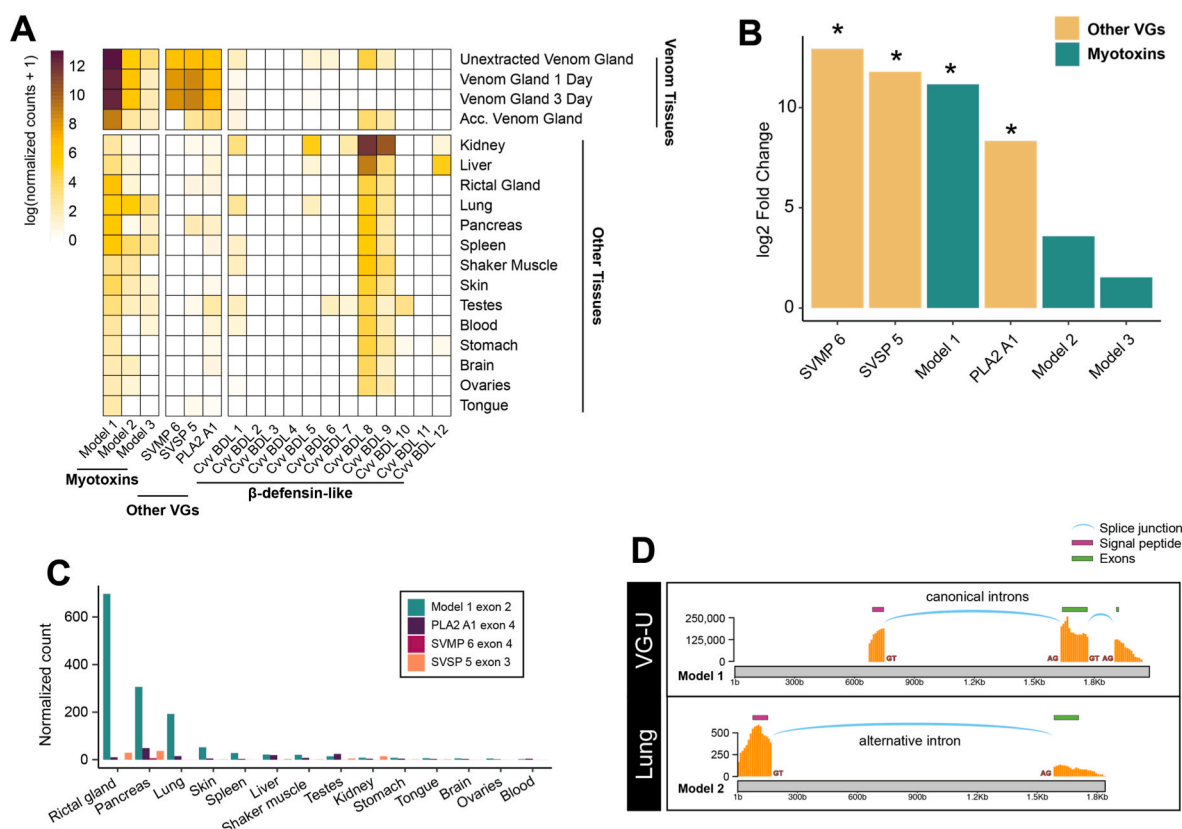 A
log(normalized counts + 1)
12
10
8
6
4
2
0
Unextracted Venom Gland
Venom Gland 1 Day
Venom Gland 3 Day
Acc. Venom Gland
Venom Tissues
Kidney
Liver
Rictal Gland
Lung
Pancreas
Spleen
Shaker Muscle
Skin
Testes
Blood
Stomach
Brain
Ovaries
Tongue
Other Tissues
Model 1
Model 2
Model 3
SVMP 6
SVSP 5
PLA2 A1
Cvv BDL 1
Cvv BDL 2
Cvv BDL 3
Cvv BDL 4
Cvv BDL 5
Cvv BDL 6
Cvv BDL 7
Cvv BDL 8
Cvv BDL 9
Cvv BDL 10
Cvv BDL 11
Cvv BDL 12
Myotoxins
Other VGs
β-defensin-like
B
Other VGs
Myotoxins
log2 Fold Change
10
5
0
* * * *
SVMP 6
SVSP 5
Model 1
PLA2 A1
Model 2
Model 3
C
Normalized count
600
400
200
0
Model 1 exon 2
PLA2 A1 exon 4
SVMP 6 exon 4
SVSP 5 exon 3
Rictal gland
Pancreas
Lung
Skin
Spleen
Liver
Shaker muscle
Testes
Kidney
Stomach
Tongue
Brain
Ovaries
Blood
D
Splice junction
Signal peptide
Exons
VG-U
canonical introns
250,000
125,000
0
GT AG GT AG
Model 1
1b 300b 600b 900b 1.2Kb 1.5Kb 1.8Kb
Lung
alternative intron
500
250
0
GT AG
Model 2
1b 300b 600b 900b 1.2Kb 1.5Kb 1.8Kb